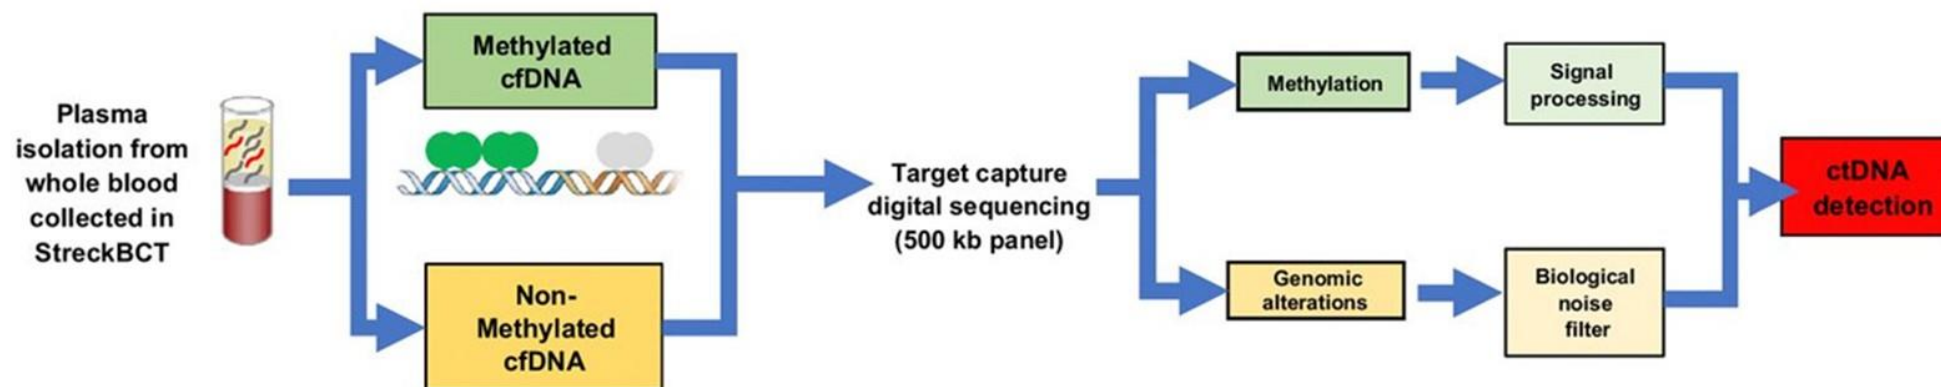 Plasma
isolation from
whole blood
collected in
StreckBCT
Methylated
cfDNA
Non-
Methylated
cfDNA
Target capture
digital sequencing
(500 kb panel)
Methylation
Signal
processing
Genomic
alterations
Biological
noise
filter
ctDNA
detection